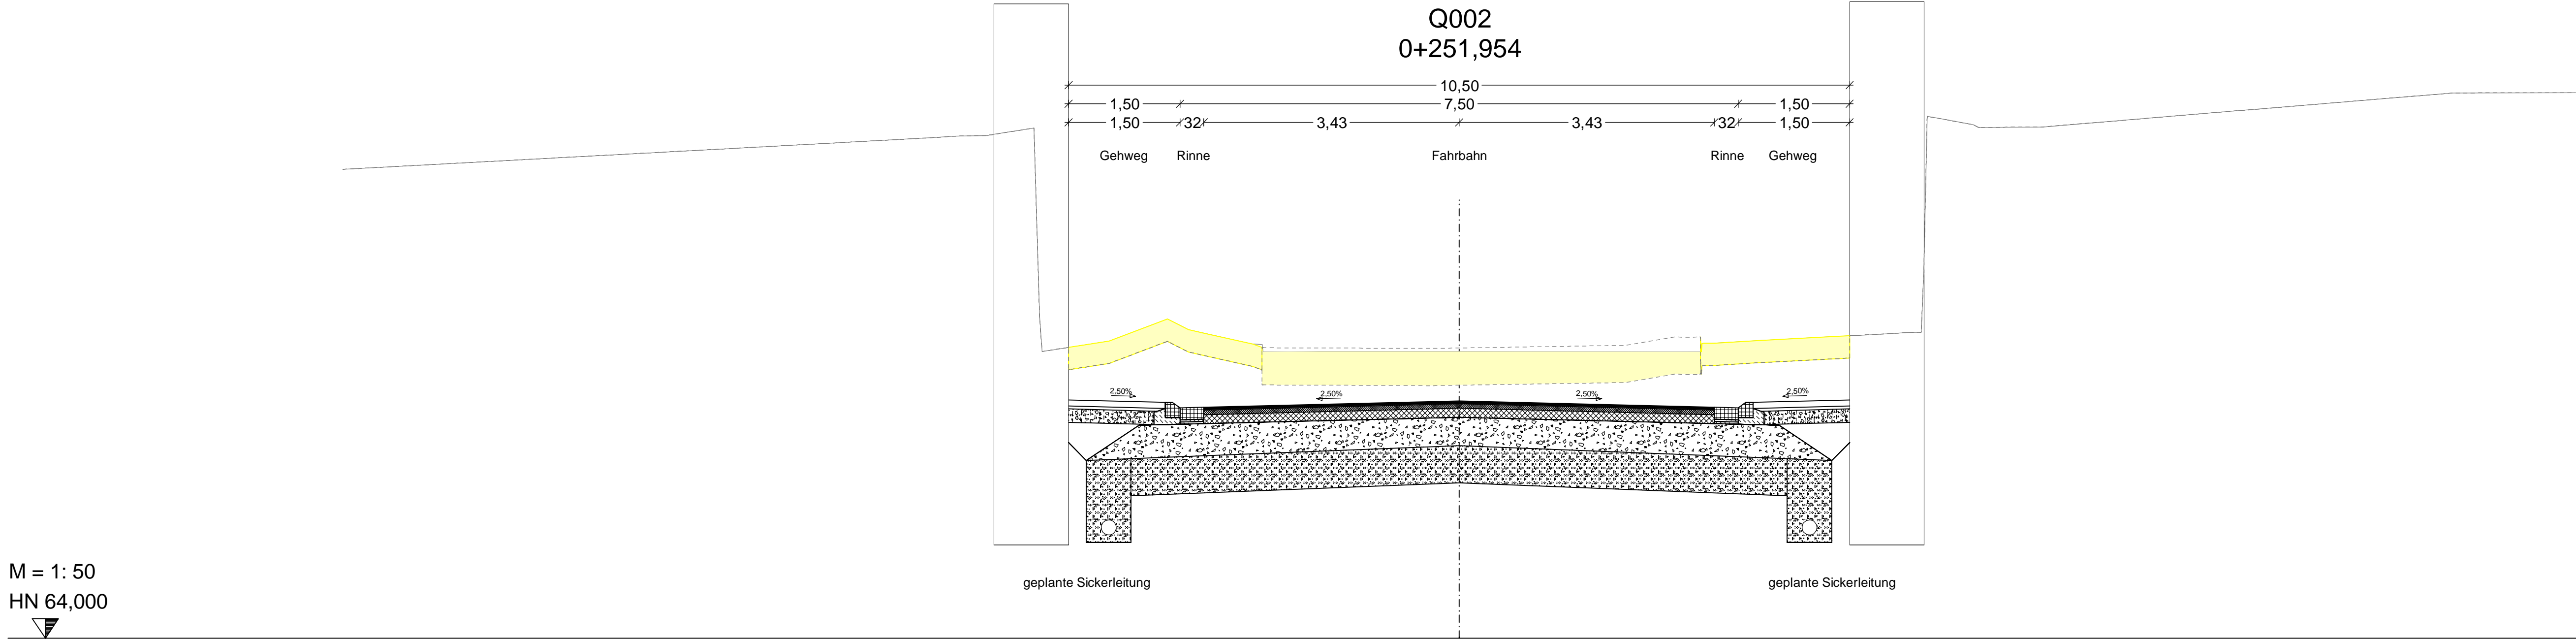 Q002
0+251,954
10,50
1,50 7,50 1,50
1,50 32 3,43 3,43 32 1,50
Gehweg Rinne Fahrbahn Rinne Gehweg
2,50% 2,50% 2,50% 2,50%
geplante Sickerleitung geplante Sickerleitung
M = 1: 50
HN 64,000